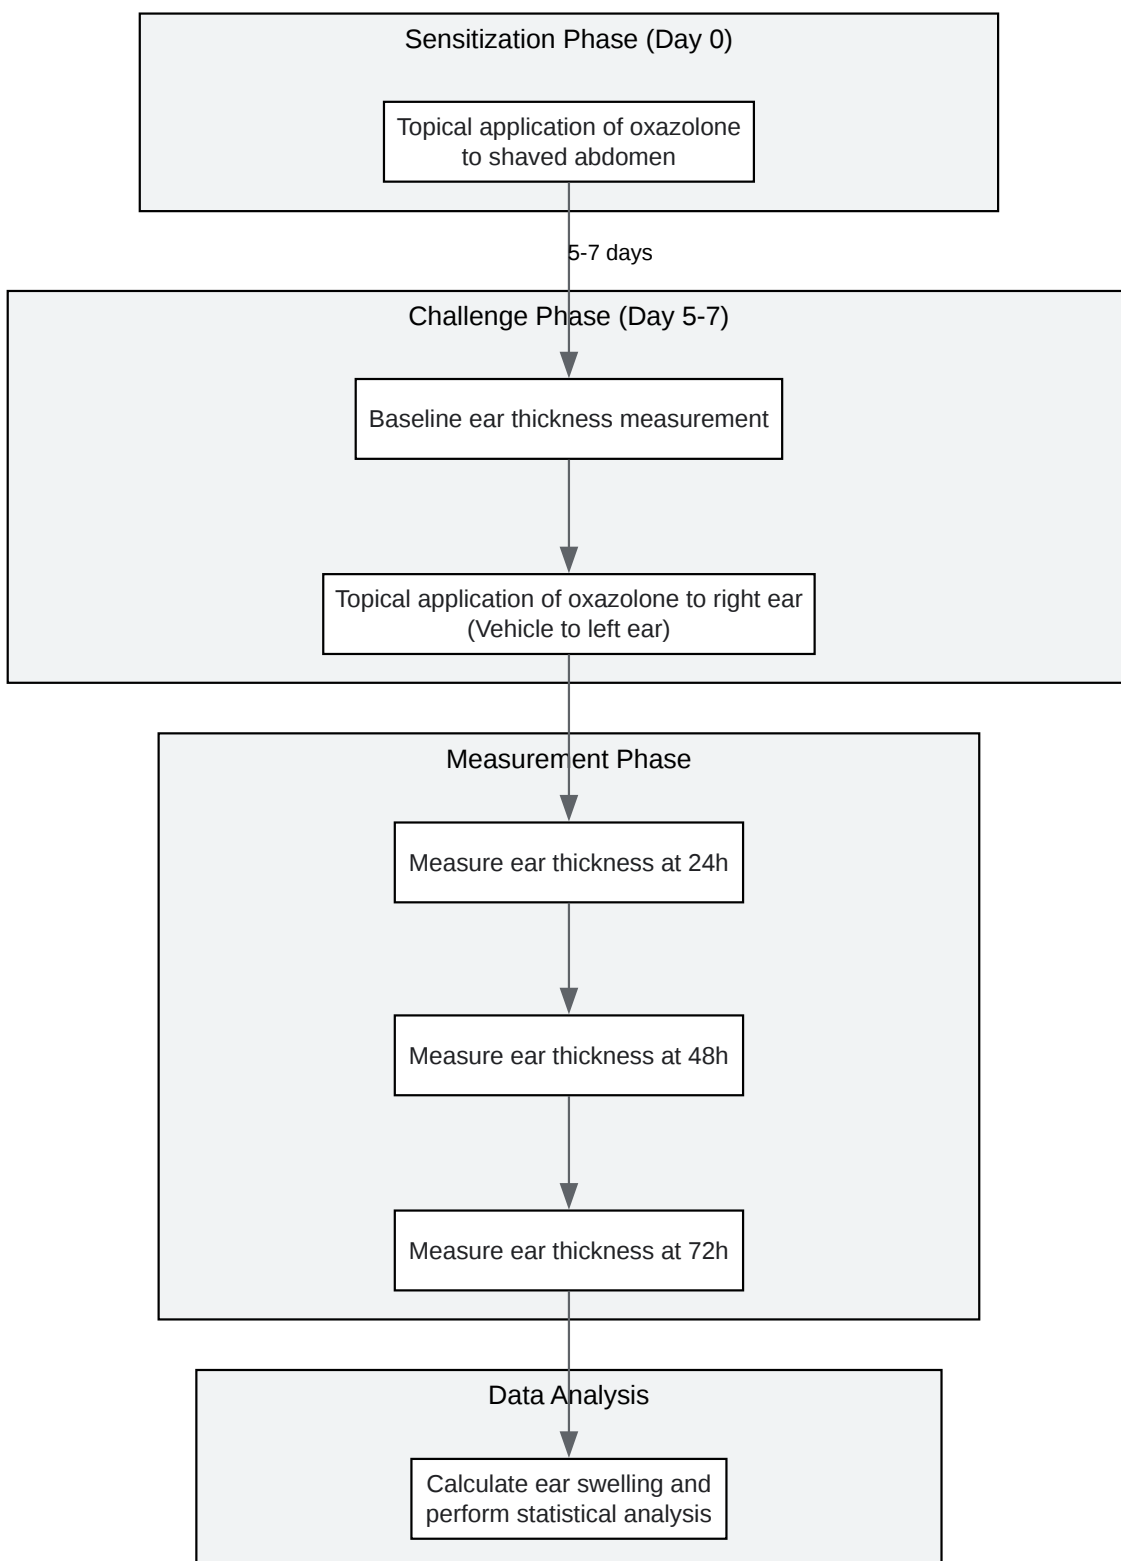 Sensitization Phase (Day 0)
Topical application of oxazolone
to shaved abdomen
5-7 days
Challenge Phase (Day 5-7)
Baseline ear thickness measurement
Topical application of oxazolone to right ear
(Vehicle to left ear)
Measurement Phase
Measure ear thickness at 24h
Measure ear thickness at 48h
Measure ear thickness at 72h
Data Analysis
Calculate ear swelling and
perform statistical analysis